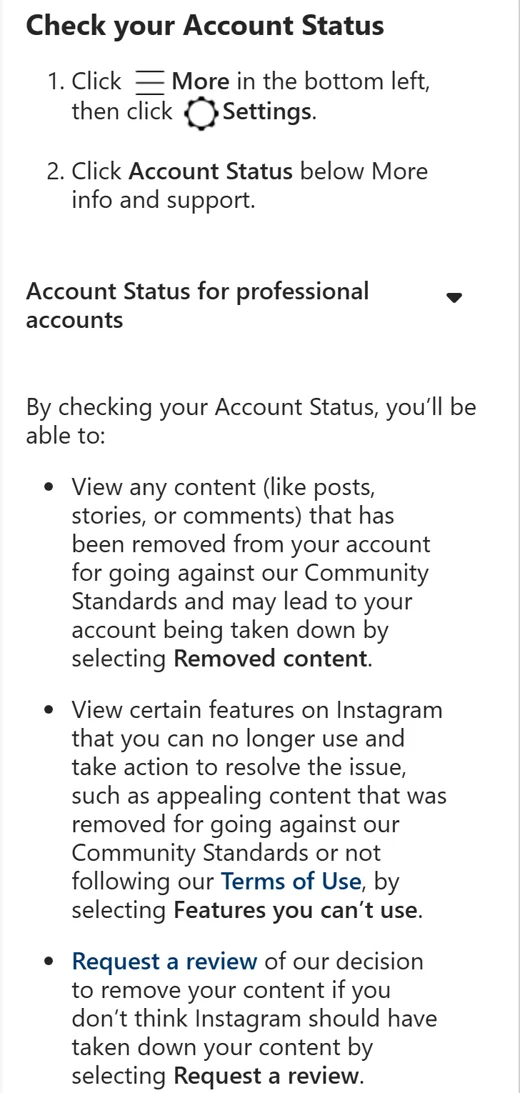 Check your Account Status
1. Click More in the bottom left,
then click Settings.
2. Click Account Status below More
info and support.
Account Status for professional
accounts
By checking your Account Status, you’ll be
able to:
• View any content (like posts,
stories, or comments) that has
been removed from your account
for going against our Community
Standards and may lead to your
account being taken down by
selecting Removed content.
• View certain features on Instagram
that you can no longer use and
take action to resolve the issue,
such as appealing content that was
removed for going against our
Community Standards or not
following our Terms of Use, by
selecting Features you can’t use.
• Request a review of our decision
to remove your content if you
don’t think Instagram should have
taken down your content by
selecting Request a review.